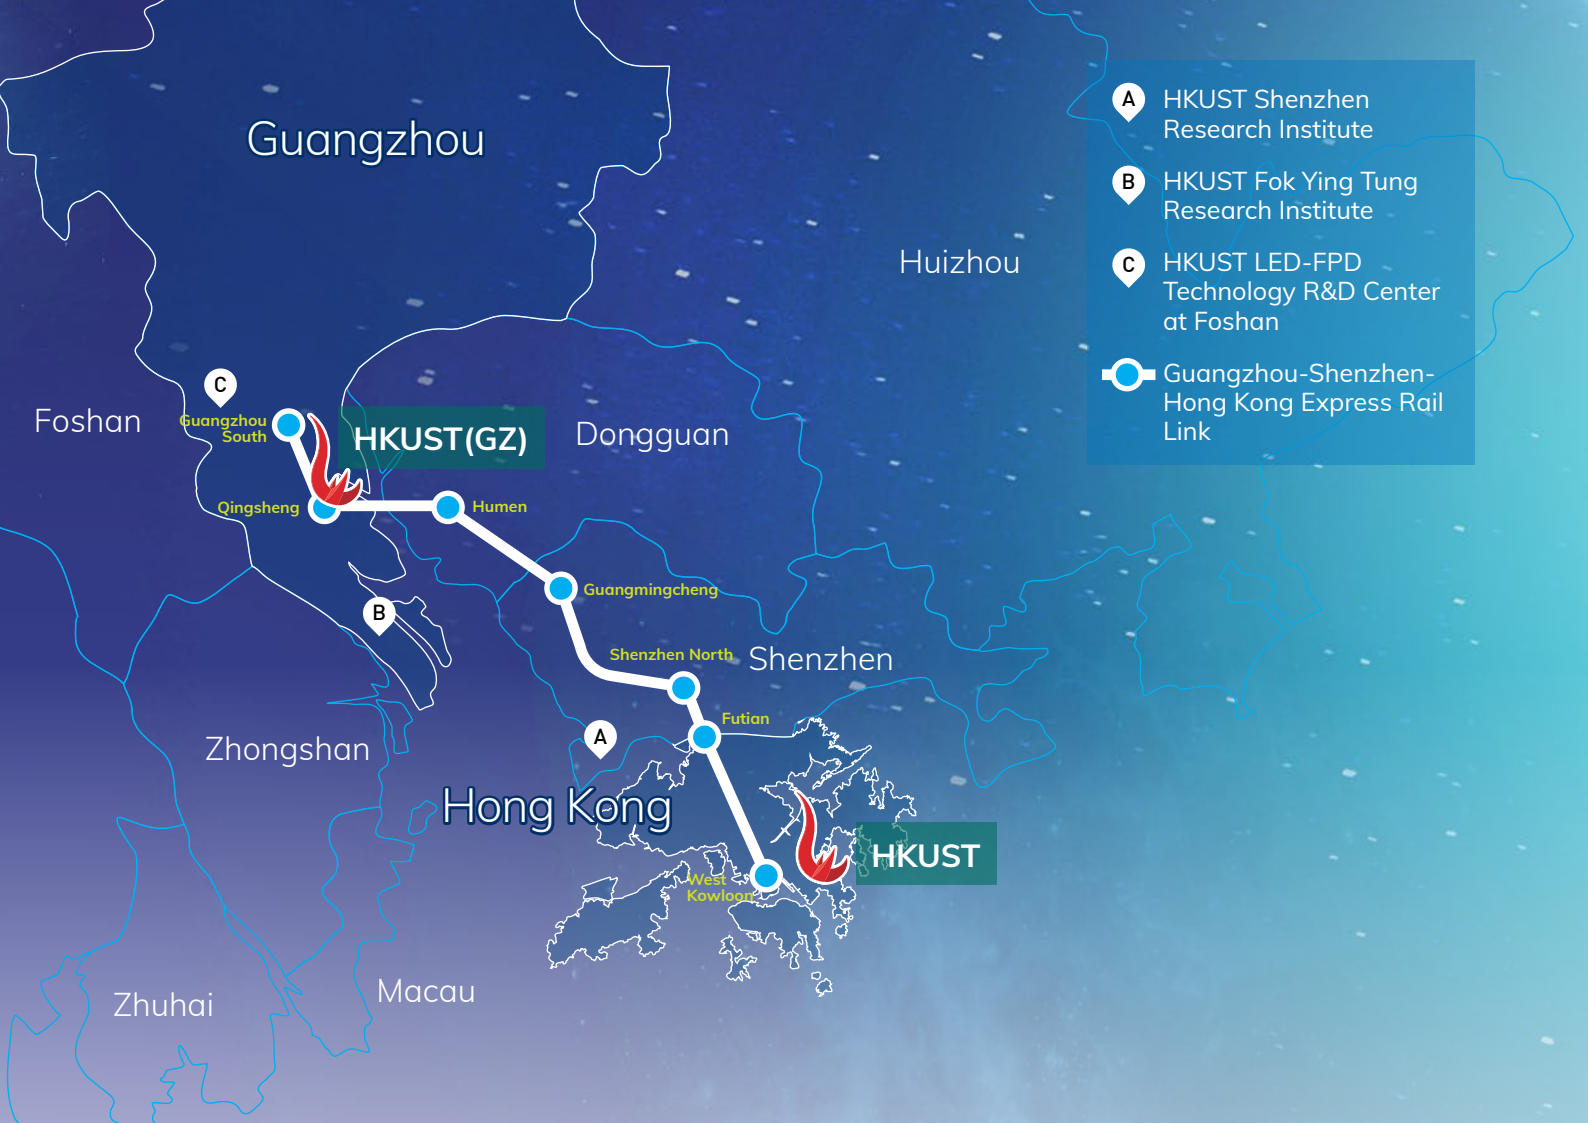 Guangzhou
A
HKUST Shenzhen
Research Institute
B
HKUST Fok Ying Tung
Research Institute
C
HKUST LED-FPD
Technology R&D Center
at Foshan
Guangzhou-Shenzhen-
Hong Kong Express Rail
Link
Huizhou
C
Foshan
Guangzhou
South
HKUST(GZ)
Dongguan
Qingsheng
Humen
Guangmingcheng
B
Shenzhen North
Shenzhen
Futian
A
Zhongshan
Hong Kong
HKUST
West
Kowloon
Macau
Zhuhai